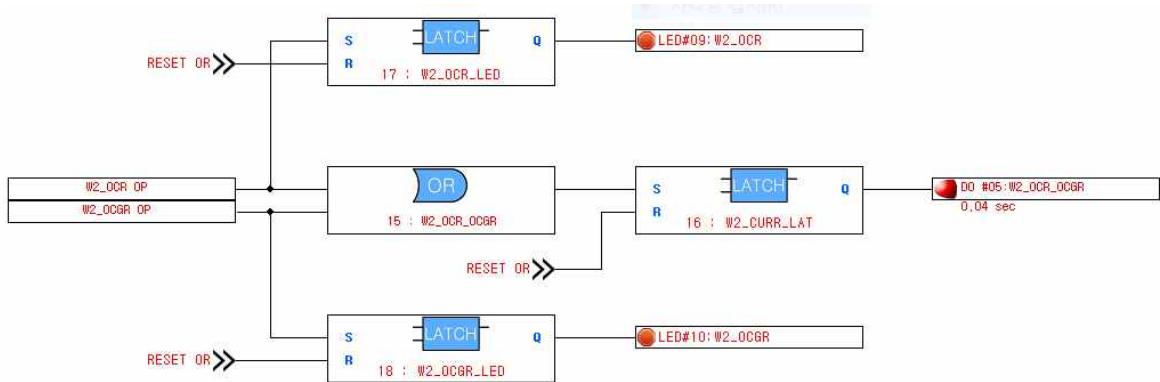 LATCH
S
Q
R
17 : W2_OCR_LED
RESET OR
LED#09:W2_OCR
W2_OCR OP
W2_OCGR OP
OR
15 : W2_OCR_OCGR
LATCH
S
Q
R
16 : W2_CURR_LAT
RESET OR
DO #05:W2_OCR_OCGR
0,04 sec
LATCH
S
Q
R
18 : W2_OCGR_LED
RESET OR
LED#10:W2_OCGR